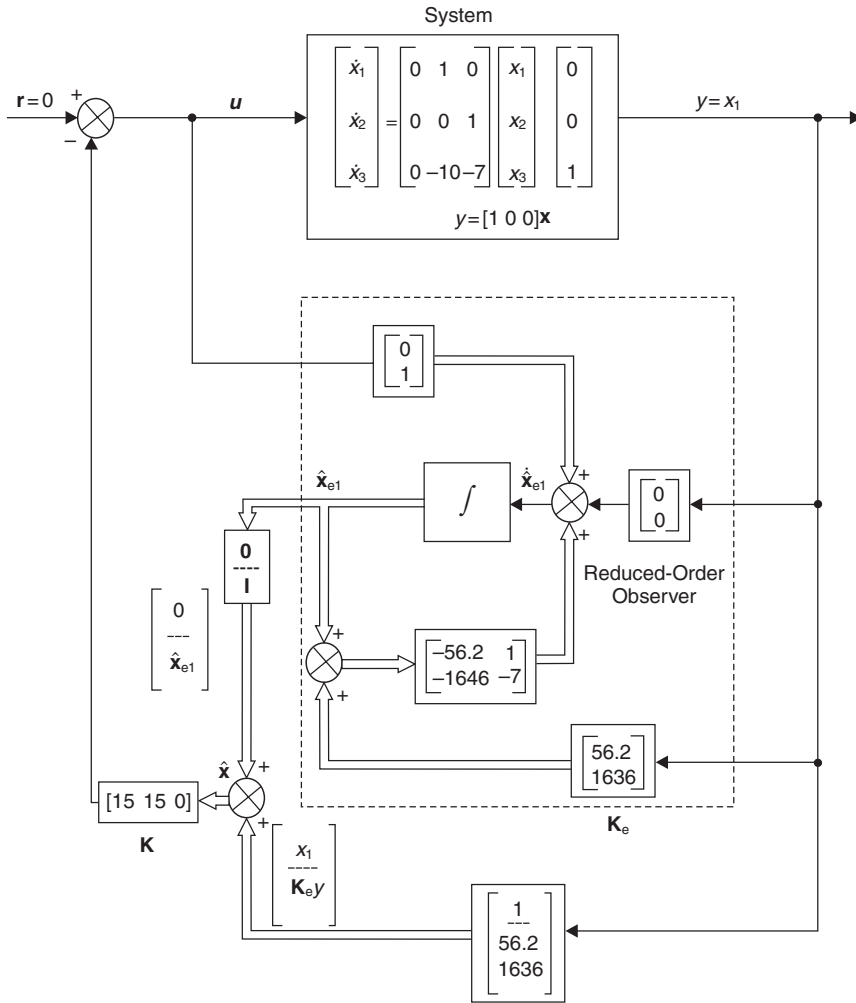 System
ẋ₁ 0 1 0 x₁ 0
ẋ₂ = 0 0 1 x₂ 0
ẋ₃ 0 −10 −7 x₃ 1
y = [1 0 0]x
r = 0
+
−
u
y = x₁
0
1
+
x̂e1
∫
x̂̇e1
0
0
+
0
----
I
Reduced-Order
Observer
0
---
x̂e1
+
−56.2 1
−1646 −7
+
56.2
1636
Ke
x̂
+
[15 15 0]
K
+
x₁
----
Key
1
---
56.2
1636